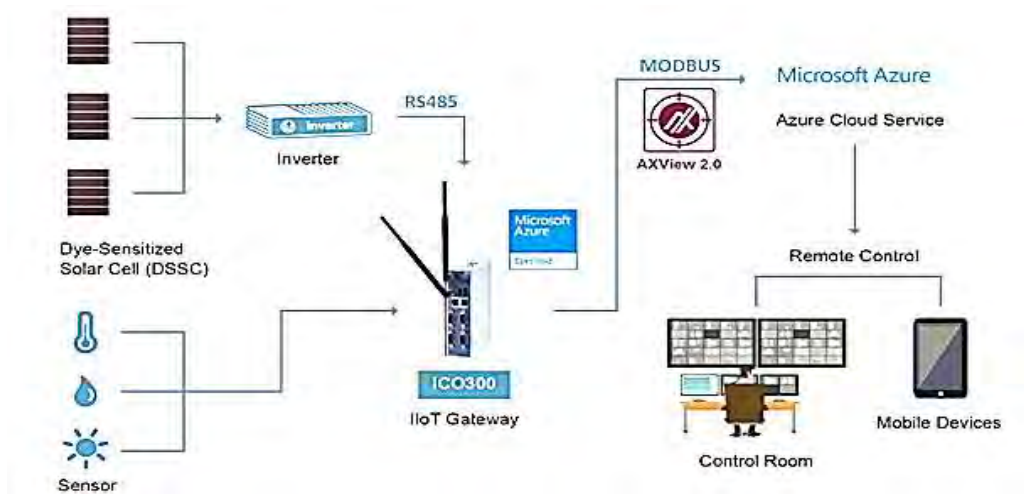 Dye-Sensitized
Solar Cell (DSSC)
Sensor
Inverter
Inverter
RS485
Microsoft
Azure
ICO300
IIoT Gateway
MODBUS
AXView 2.0
Microsoft Azure
Azure Cloud Service
Remote Control
Control Room
Mobile Devices